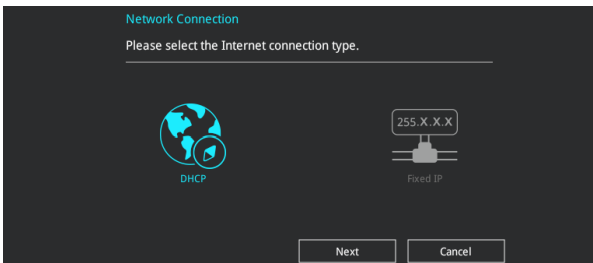 Network Connection
Please select the Internet connection type.
255.X.X.X
DHCP
Fixed IP
Next
Cancel